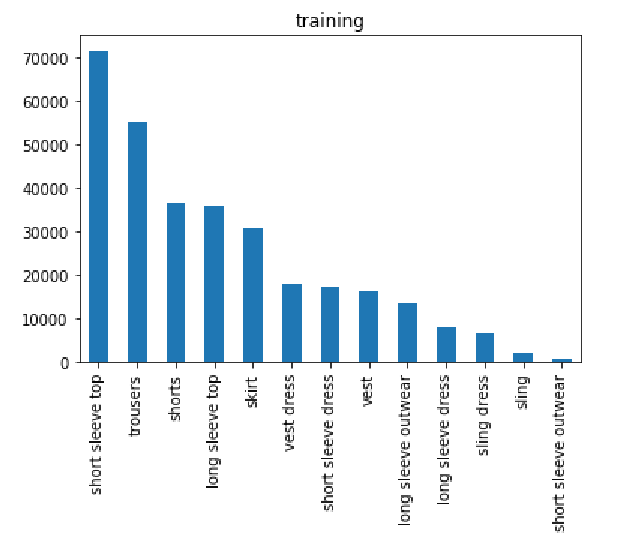 training
70000
60000
50000
40000
30000
20000
10000
0
short sleeve top
trousers
shorts
long sleeve top
skirt
vest dress
short sleeve dress
vest
long sleeve outwear
long sleeve dress
sling dress
sling
short sleeve outwear